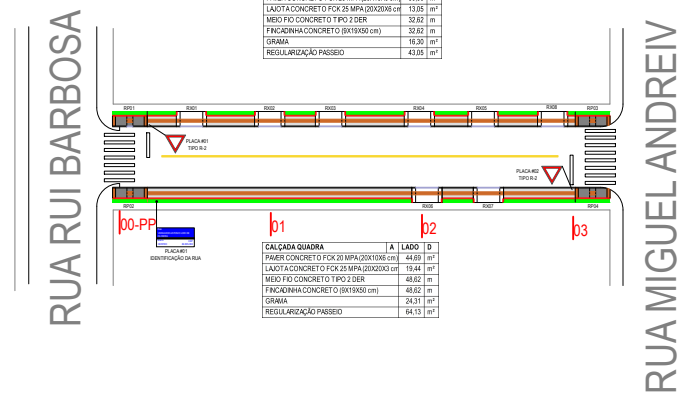 LAJOTA CONCRETO FCK 25 MPA (20X20X6 cm 13,05 m²
MEIO FIO CONCRETO TIPO 2 DER 32,62 m
FINCADINHA CONCRETO (9X19X50 cm) 32,62 m
GRAMA 16,30 m²
REGULARIZAÇÃO PASSEIO 43,05 m²
RUA RUI BARBOSA
RUA MIGUEL ANDREIV
RP01 RX01 RX02 RX03 RX04 RX05 RX08 RP03
PLACA #01
TIPO R-2
PLACA #02
TIPO R-2
RP02 RX06 RX07 RP04
00-PP 01 02 03
PLACA #01
IDENTIFICAÇÃO DA RUA
CALÇADA QUADRA A LADO D
PAVER CONCRETO FCK 20 MPA (20X10X6 cm) 44,69 m²
LAJOTA CONCRETO FCK 25 MPA (20X20X3 cm 19,44 m²
MEIO FIO CONCRETO TIPO 2 DER 48,62 m
FINCADINHA CONCRETO (9X19X50 cm) 48,62 m
GRAMA 24,31 m²
REGULARIZAÇÃO PASSEIO 64,13 m²